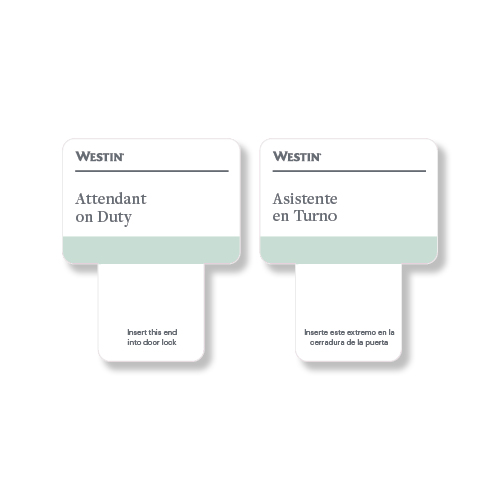 WESTIN
Attendant
on Duty
Insert this end
into door lock
WESTIN
Asistente
en Turno
Inserte este extremo en la
cerradura de la puerta